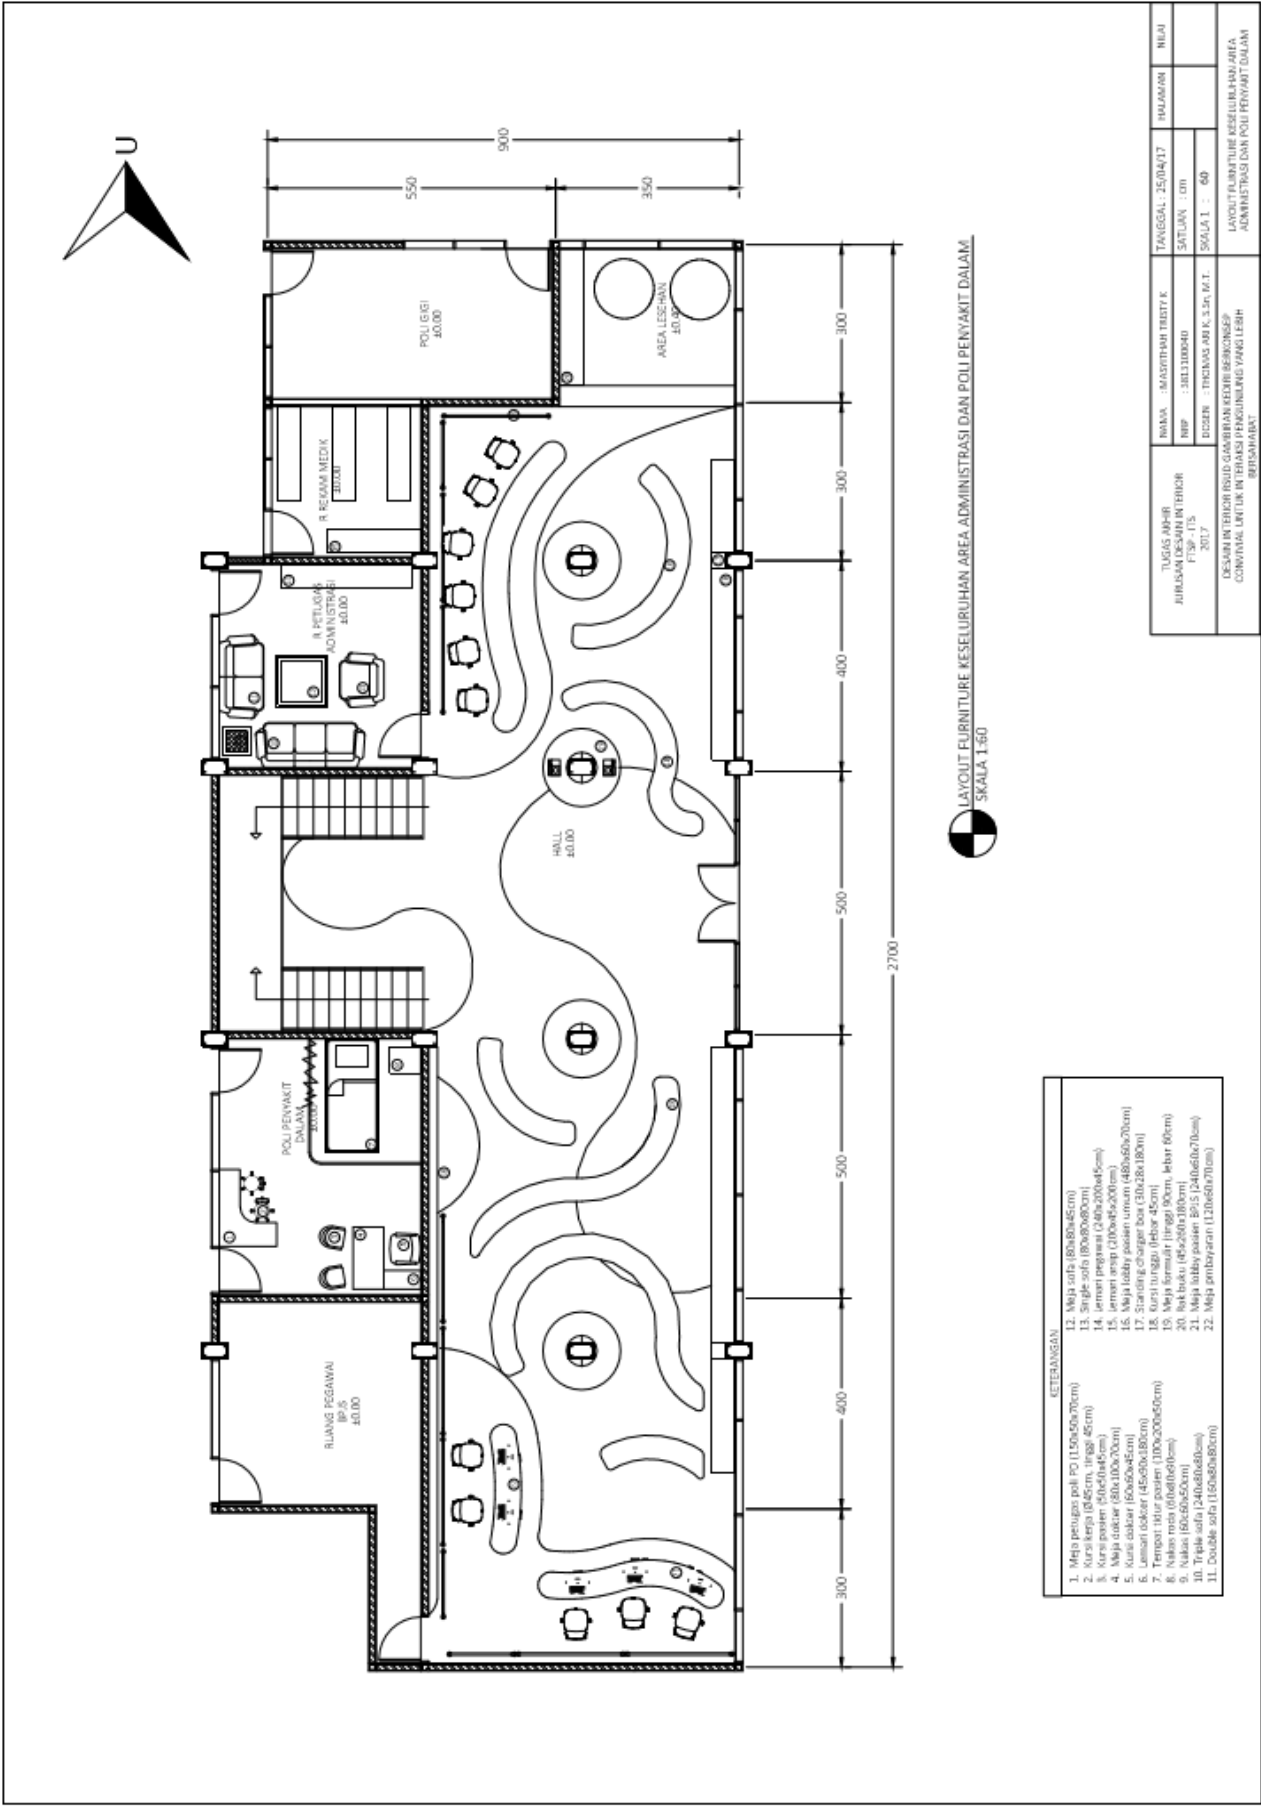 U
900
550
350
POLI GIGI
±0.00
AREA LESEHAN
±0.40
R REKAM MEDIK
±0.00
R PETUGAS
ADMINISTRASI
±0.00
HALL
±0.00
POLI PENYAKIT
DALAM
±0.00
RUANG PEGAWAI
BPJS
±0.00
300
400
500
500
400
300
300
2700
LAYOUT FURNITURE KESELURUHAN AREA ADMINISTRASI DAN POLI PENYAKIT DALAM
SKALA 1:60
KETERANGAN
1. Meja petugas poli PD (150x50x70cm)
2. Kursi kerja (Ø45cm, tinggi 45cm)
3. Kursi pasien (50x50x45cm)
4. Meja dokter (80x100x70cm)
5. Kursi dokter (60x60x45cm)
6. Lemari dokter (45x90x180cm)
7. Tempat tidur pasien (100x200x50cm)
8. Nakas roda (60x80x90cm)
9. Nakas (60x60x50cm)
10. Triple sofa (240x80x80cm)
11. Double sofa (160x80x80cm)
12. Meja sofa (80x80x45cm)
13. Single sofa (80x80x80cm)
14. Lemari pegawai (240x200x45cm)
15. Lemari arsip (200x45x200cm)
16. Meja lobby pasien umum (480x60x70cm)
17. Standing charger box (30x28x180m)
18. Kursi tunggu (lebar 45cm)
19. Meja formulir (tinggi 90cm, lebar 60cm)
20. Rak buku (45x260x180cm)
21. Meja lobby pasien BPJS (240x60x70cm)
22. Meja pmbayaran (120x60x70cm)
TUGAS AKHIR
JURUSAN DESAIN INTERIOR
FTSP - ITS
2017
NAMA : MASYITHAH TRISTY K
NRP : 3813100040
DOSEN : THOMAS ARI K, S.Sn, M.T.
TANGGAL : 25/04/17
SATUAN : cm
SKALA 1 : 60
HALAMAN
NILAI
DESAIN INTERIOR RSUD GAMBIRAN KEDIRI BERKONSEP
CONVIVIAL UNTUK INTERAKSI PENGUNJUNG YANG LEBIH
BERSAHABAT
LAYOUT FURNITURE KESELURUHAN AREA
ADMINISTRASI DAN POLI PENYAKIT DALAM